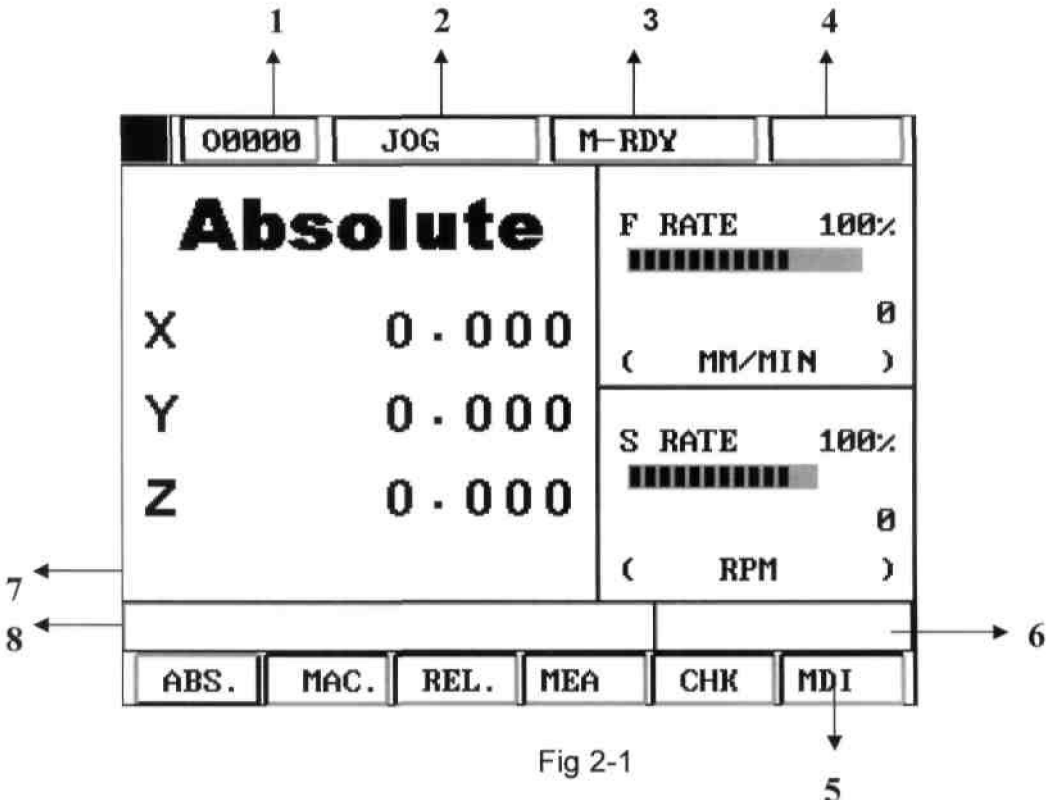 1 2 3 4
O0000 JOG M-RDY
Absolute
X 0.000
Y 0.000
Z 0.000
F RATE 100%
0
( MM/MIN )
S RATE 100%
0
( RPM )
7
8
6
ABS. MAC. REL. MEA CHK MDI
Fig 2-1
5